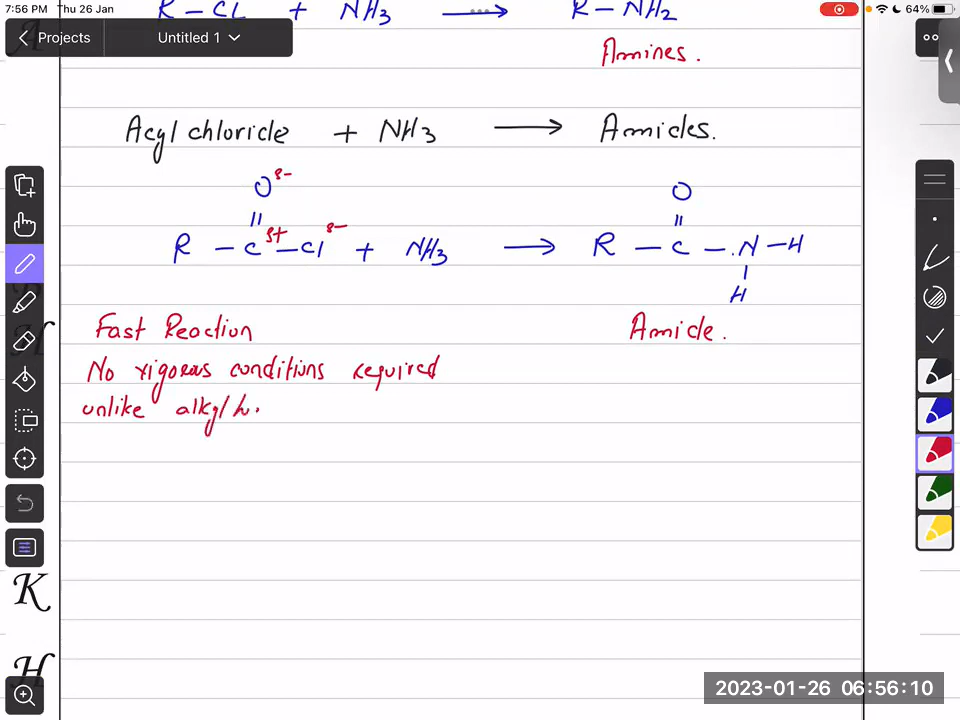 7:56 PM Thu 26 Jan
64%
R – Cl + NH3 ⟶ R – NH2
Projects
Untitled 1
Amines.
Acyl chloride + NH3 ⟶ Amides.
O δ- O
|| ||
R – C δ+ – Cl δ- + NH3 ⟶ R – C – N – H
|
H
Fast Reaction
Amide.
No rigorous conditions required
unlike alkyl h.
K
H
2023-01-26 06:56:10